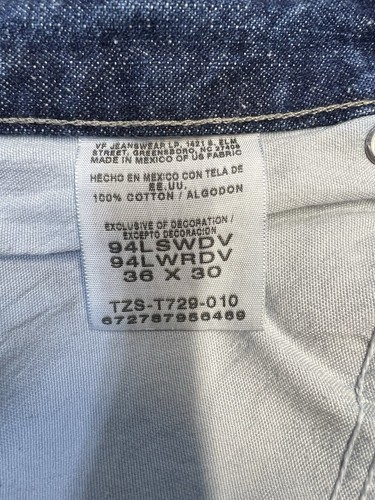 VF JEANSWEAR LP, 1421 S. ELM
STREET, GREENSBORO, NC 27406
MADE IN MEXICO OF US FABRIC
HECHO EN MEXICO CON TELA DE
EE.UU.
100% COTTON / ALGODON
EXCLUSIVE OF DECORATION /
EXCEPTO DECORACION
94LSWDV
94LWRDV
36 X 30
TZS-T729-010
672787956469